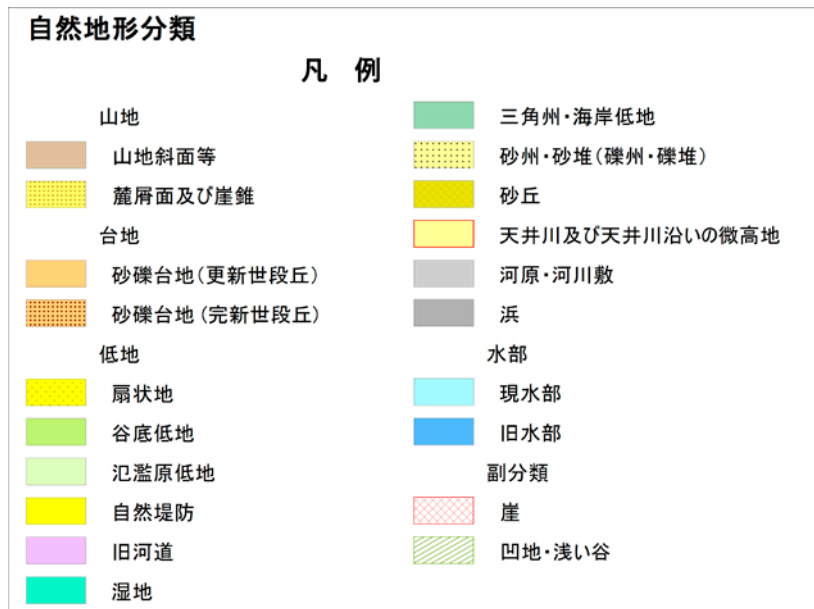 自然地形分類
凡 例
山地
山地斜面等
麓屑面及び崖錐
台地
砂礫台地(更新世段丘)
砂礫台地(完新世段丘)
低地
扇状地
谷底低地
氾濫原低地
自然堤防
旧河道
湿地
三角州・海岸低地
砂州・砂堆(礫州・礫堆)
砂丘
天井川及び天井川沿いの微高地
河原・河川敷
浜
水部
現水部
旧水部
副分類
崖
凹地・浅い谷